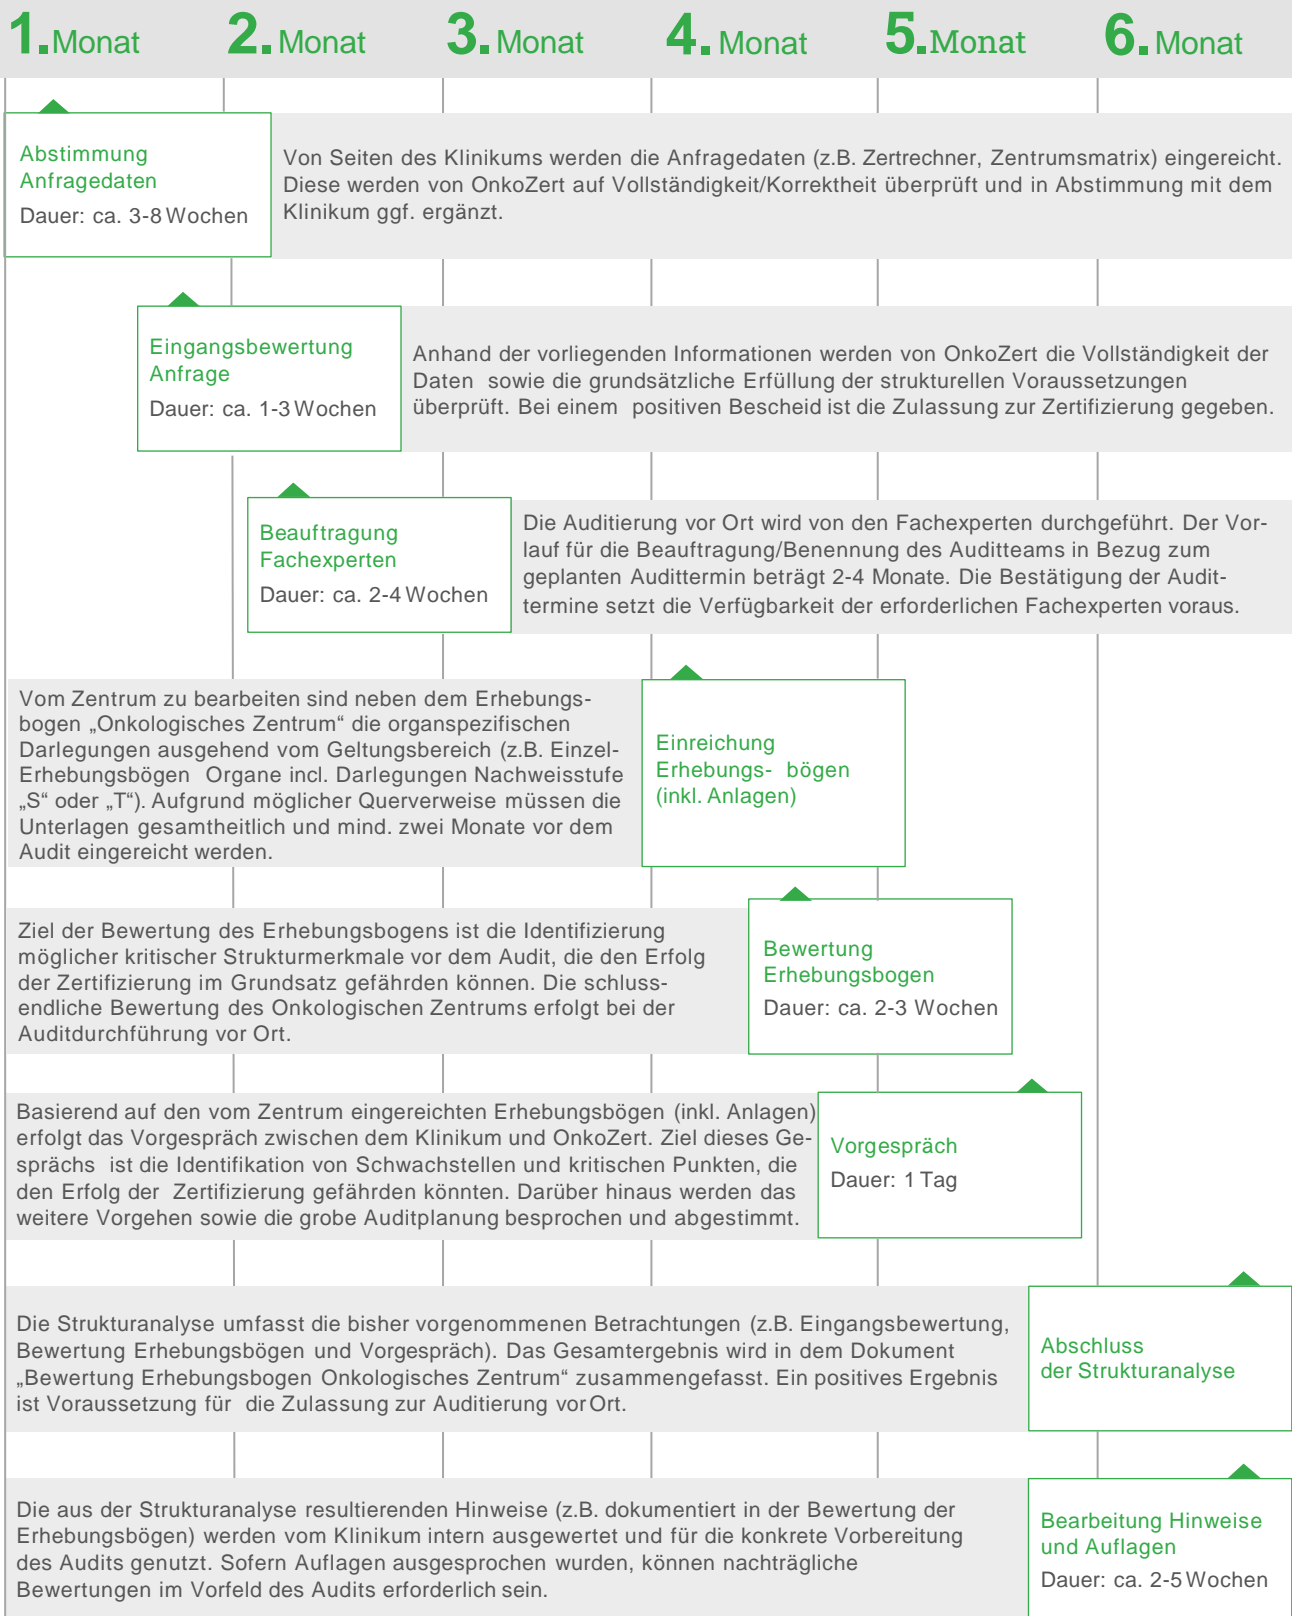 1. Monat 2. Monat 3. Monat 4. Monat 5. Monat 6. Monat
Abstimmung
Anfragedaten
Dauer: ca. 3-8 Wochen
Von Seiten des Klinikums werden die Anfragedaten (z.B. Zertrechner, Zentrumsmatrix) eingereicht.
Diese werden von OnkoZert auf Vollständigkeit/Korrektheit überprüft und in Abstimmung mit dem
Klinikum ggf. ergänzt.
Eingangsbewertung
Anfrage
Dauer: ca. 1-3 Wochen
Anhand der vorliegenden Informationen werden von OnkoZert die Vollständigkeit der
Daten sowie die grundsätzliche Erfüllung der strukturellen Voraussetzungen
überprüft. Bei einem positiven Bescheid ist die Zulassung zur Zertifizierung gegeben.
Beauftragung
Fachexperten
Dauer: ca. 2-4 Wochen
Die Auditierung vor Ort wird von den Fachexperten durchgeführt. Der Vor-
lauf für die Beauftragung/Benennung des Auditteams in Bezug zum
geplanten Audittermin beträgt 2-4 Monate. Die Bestätigung der Audit-
termine setzt die Verfügbarkeit der erforderlichen Fachexperten voraus.
Vom Zentrum zu bearbeiten sind neben dem Erhebungs-
bogen „Onkologisches Zentrum“ die organspezifischen
Darlegungen ausgehend vom Geltungsbereich (z.B. Einzel-
Erhebungsbögen Organe incl. Darlegungen Nachweisstufe
„S“ oder „T“). Aufgrund möglicher Querverweise müssen die
Unterlagen gesamtheitlich und mind. zwei Monate vor dem
Audit eingereicht werden.
Einreichung
Erhebungs- bögen
(inkl. Anlagen)
Ziel der Bewertung des Erhebungsbogens ist die Identifizierung
möglicher kritischer Strukturmerkmale vor dem Audit, die den Erfolg
der Zertifizierung im Grundsatz gefährden können. Die schluss-
endliche Bewertung des Onkologischen Zentrums erfolgt bei der
Auditdurchführung vor Ort.
Bewertung
Erhebungsbogen
Dauer: ca. 2-3 Wochen
Basierend auf den vom Zentrum eingereichten Erhebungsbögen (inkl. Anlagen)
erfolgt das Vorgespräch zwischen dem Klinikum und OnkoZert. Ziel dieses Ge-
sprächs ist die Identifikation von Schwachstellen und kritischen Punkten, die
den Erfolg der Zertifizierung gefährden könnten. Darüber hinaus werden das
weitere Vorgehen sowie die grobe Auditplanung besprochen und abgestimmt.
Vorgespräch
Dauer: 1 Tag
Die Strukturanalyse umfasst die bisher vorgenommenen Betrachtungen (z.B. Eingangsbewertung,
Bewertung Erhebungsbögen und Vorgespräch). Das Gesamtergebnis wird in dem Dokument
„Bewertung Erhebungsbogen Onkologisches Zentrum“ zusammengefasst. Ein positives Ergebnis
ist Voraussetzung für die Zulassung zur Auditierung vor Ort.
Abschluss
der Strukturanalyse
Die aus der Strukturanalyse resultierenden Hinweise (z.B. dokumentiert in der Bewertung der
Erhebungsbögen) werden vom Klinikum intern ausgewertet und für die konkrete Vorbereitung
des Audits genutzt. Sofern Auflagen ausgesprochen wurden, können nachträgliche
Bewertungen im Vorfeld des Audits erforderlich sein.
Bearbeitung Hinweise
und Auflagen
Dauer: ca. 2-5 Wochen